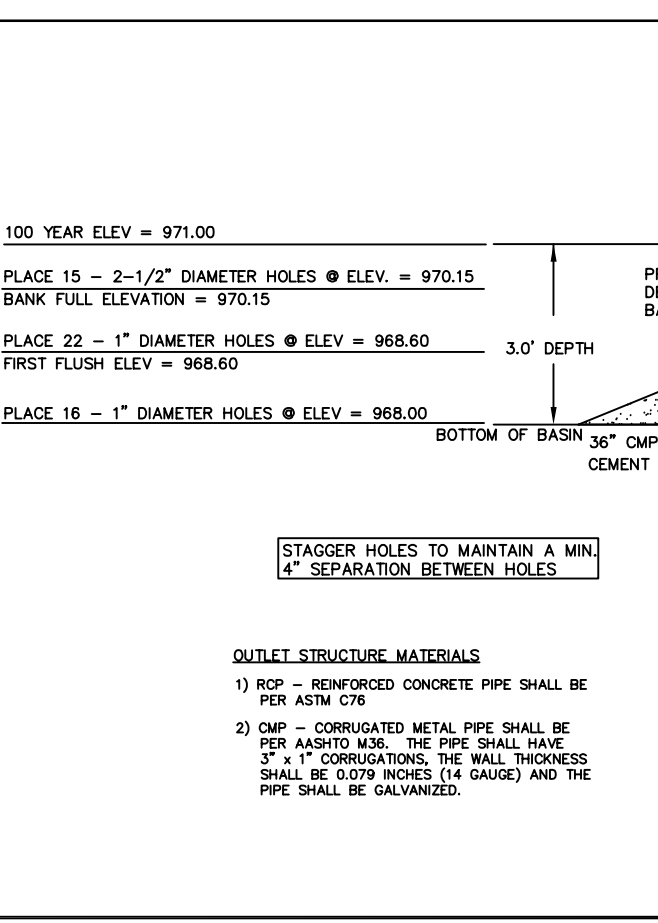 100 YEAR ELEV = 971.00
PLACE 15 – 2-1/2" DIAMETER HOLES @ ELEV. = 970.15
BANK FULL ELEVATION = 970.15
PLACE 22 – 1" DIAMETER HOLES @ ELEV = 968.60
FIRST FLUSH ELEV = 968.60
3.0' DEPTH
PLACE 16 – 1" DIAMETER HOLES @ ELEV = 968.00
BOTTOM OF BASIN
36" CMP
CEMENT
STAGGER HOLES TO MAINTAIN A MIN.
4" SEPARATION BETWEEN HOLES
OUTLET STRUCTURE MATERIALS
1) RCP – REINFORCED CONCRETE PIPE SHALL BE
PER ASTM C76
2) CMP – CORRUGATED METAL PIPE SHALL BE
PER AASHTO M36. THE PIPE SHALL HAVE
3" x 1" CORRUGATIONS, THE WALL THICKNESS
SHALL BE 0.079 INCHES (14 GAUGE) AND THE
PIPE SHALL BE GALVANIZED.